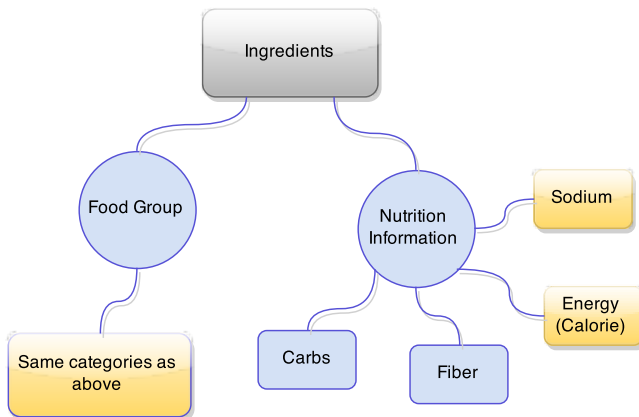 Ingredients
Food Group
Nutrition
Information
Sodium
Energy
(Calorie)
Same categories as
above
Carbs
Fiber